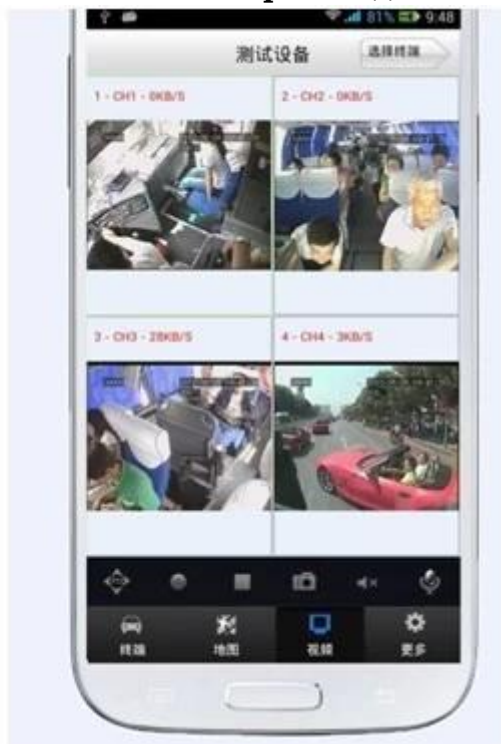 81% 9:48
测试设备 选择终端
1 - CH1 - 0KB/S 2 - CH2 - 0KB/S
3 - CH3 - 28KB/S 4 - CH4 - 3KB/S
终端 地图 视频 更多